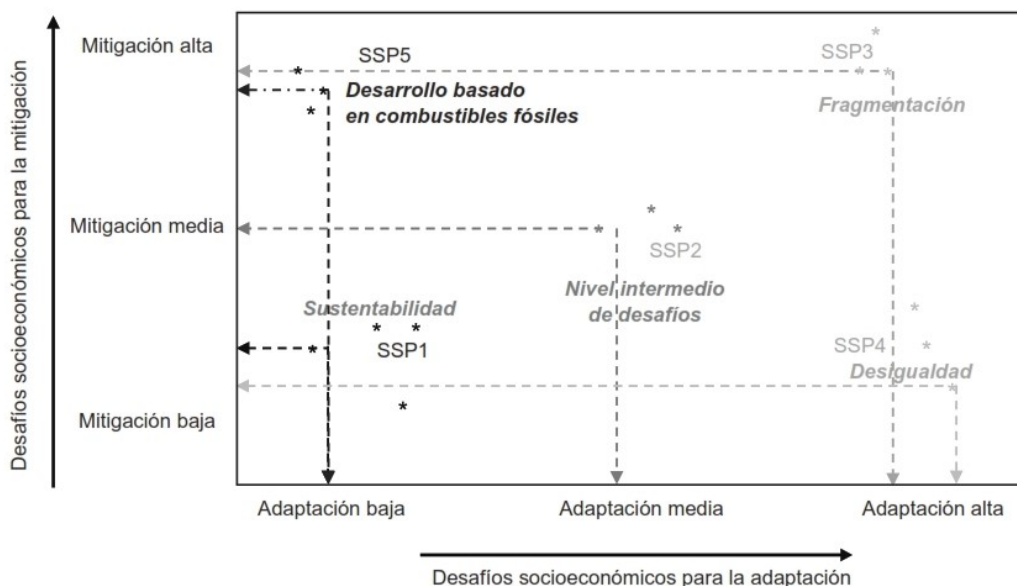 Desafíos socioeconómicos para la mitigación
Mitigación alta
SSP5
SSP3
Desarrollo basado
en combustibles fósiles
Fragmentación
Mitigación media
SSP2
Nivel intermedio
de desafíos
Sustentabilidad
SSP1
SSP4
Desigualdad
Mitigación baja
Adaptación baja
Adaptación media
Adaptación alta
Desafíos socioeconómicos para la adaptación